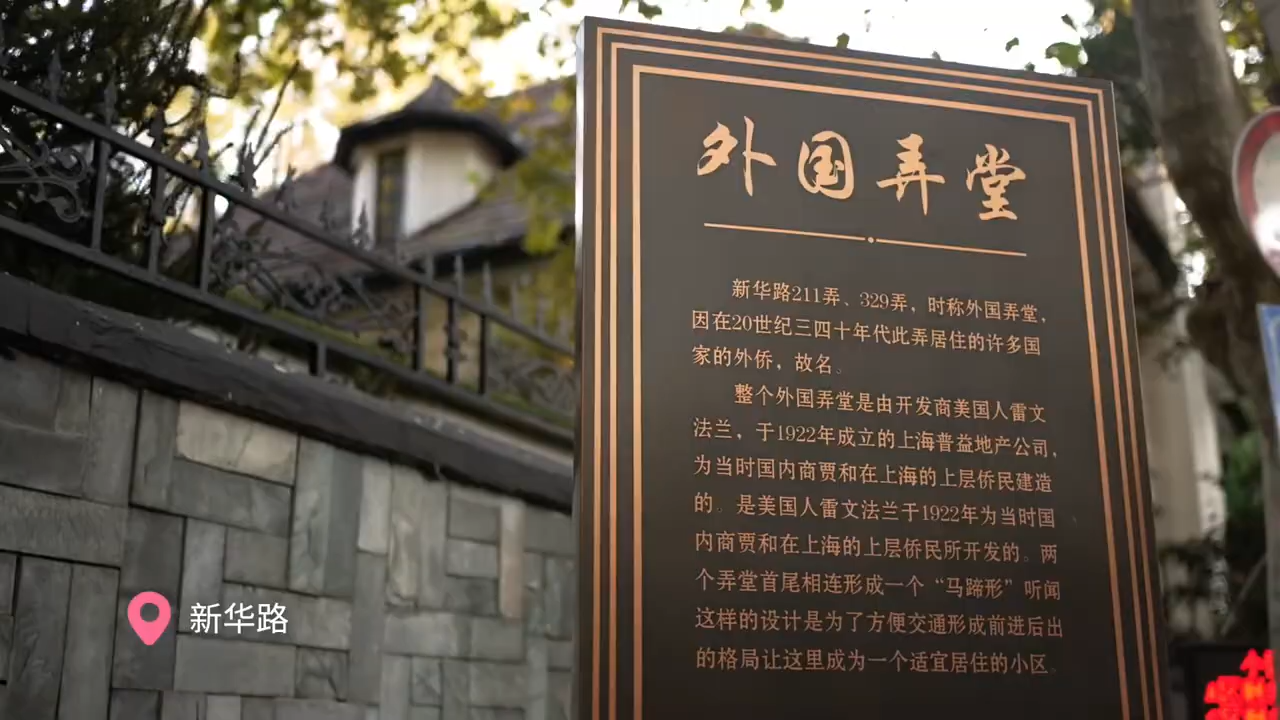 外国弄堂
新华路211弄、329弄，时称外国弄堂，
因在20世纪三四十年代此弄居住的许多国
家的外侨，故名。
整个外国弄堂是由开发商美国人雷文
法兰，于1922年成立的上海普益地产公司，
为当时国内商贾和在上海的上层侨民建造
的。是美国人雷文法兰于1922年为当时国
内商贾和在上海的上层侨民所开发的。两
个弄堂首尾相连形成一个“马蹄形”听闻
这样的设计是为了方便交通形成前进后出
的格局让这里成为一个适宜居住的小区。
新华路